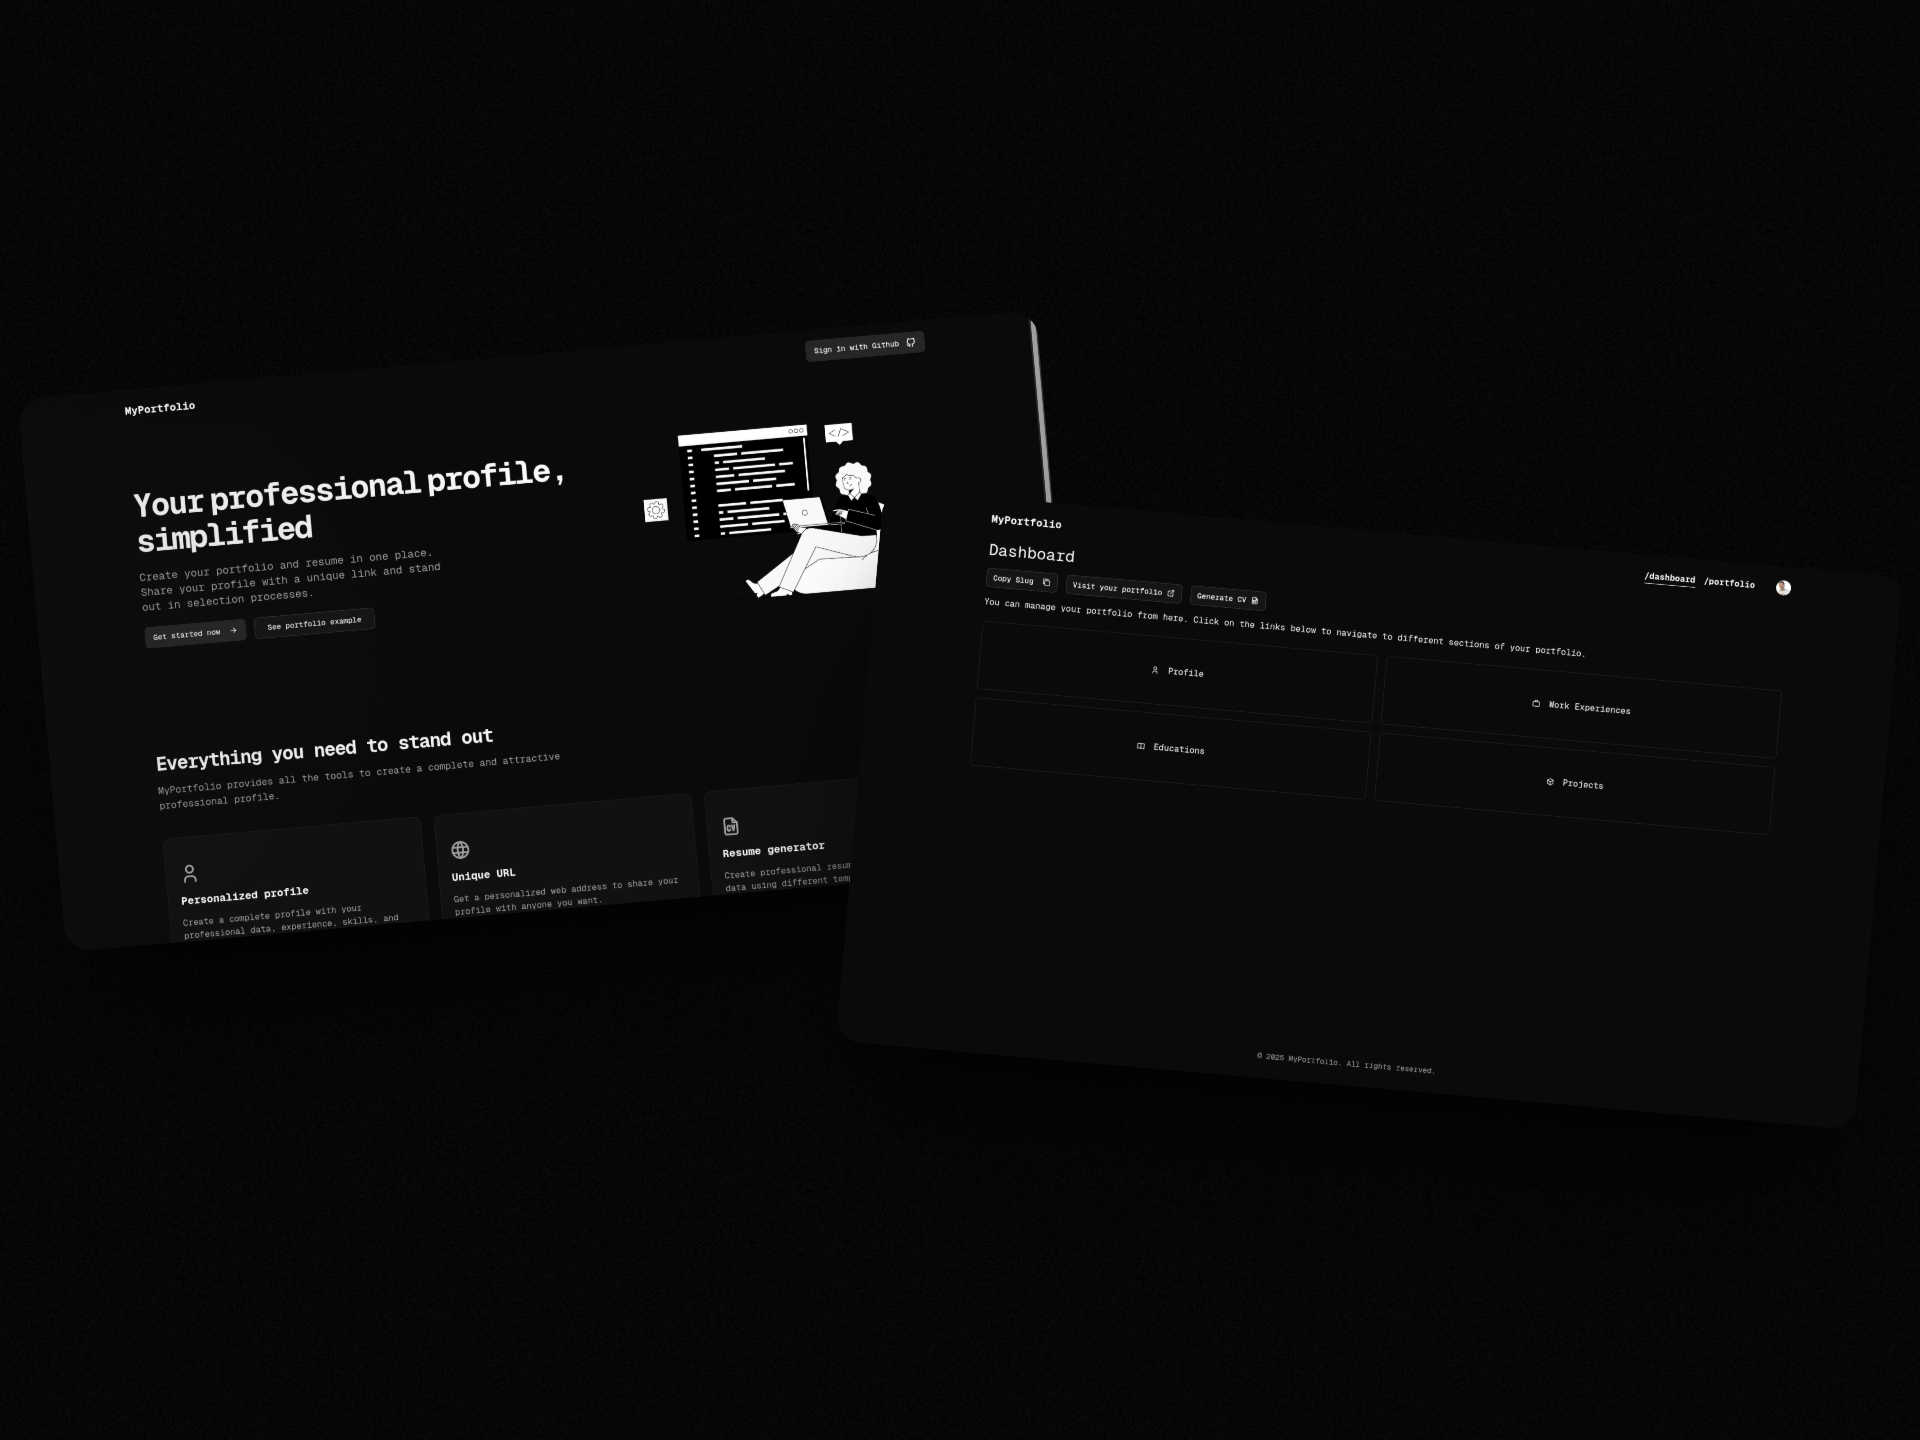 MyPortfolio
Sign in with Github
</>
Your professional profile,
simplified
Create your portfolio and resume in one place.
Share your profile with a unique link and stand
out in selection processes.
Get started now
See portfolio example
Everything you need to stand out
MyPortfolio provides all the tools to create a complete and attractive
professional profile.
Personalized profile
Create a complete profile with your
professional data, experience, skills, and
Unique URL
Get a personalized web address to share your
profile with anyone you want.
CV
Resume generator
Create professional resum
data using different temp
MyPortfolio
/dashboard /portfolio
Dashboard
Copy Slug
Visit your portfolio
Generate CV
You can manage your portfolio from here. Click on the links below to navigate to different sections of your portfolio.
Profile
Work Experiences
Educations
Projects
© 2025 MyPortfolio. All rights reserved.